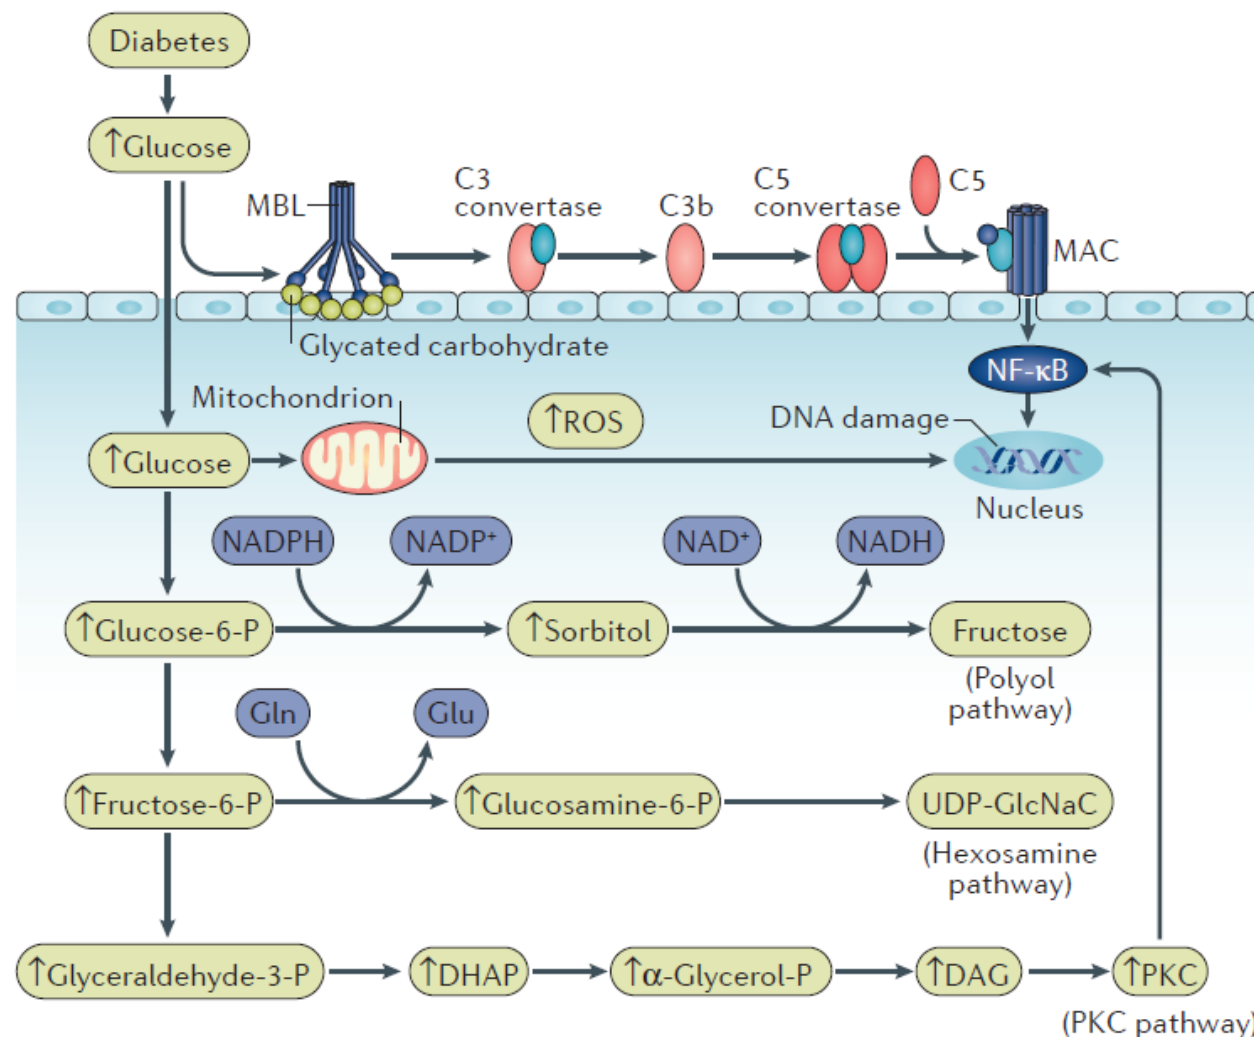 Diabetes
↑Glucose
MBL
C3
convertase
C3b
C5
convertase
C5
MAC
Glycated carbohydrate
NF-κB
Mitochondrion
↑ROS
DNA damage
↑Glucose
Nucleus
NADPH
NADP⁺
NAD⁺
NADH
↑Glucose-6-P
↑Sorbitol
Fructose
(Polyol
pathway)
Gln
Glu
↑Fructose-6-P
↑Glucosamine-6-P
UDP-GlcNaC
(Hexosamine
pathway)
↑Glyceraldehyde-3-P
↑DHAP
↑α-Glycerol-P
↑DAG
↑PKC
(PKC pathway)